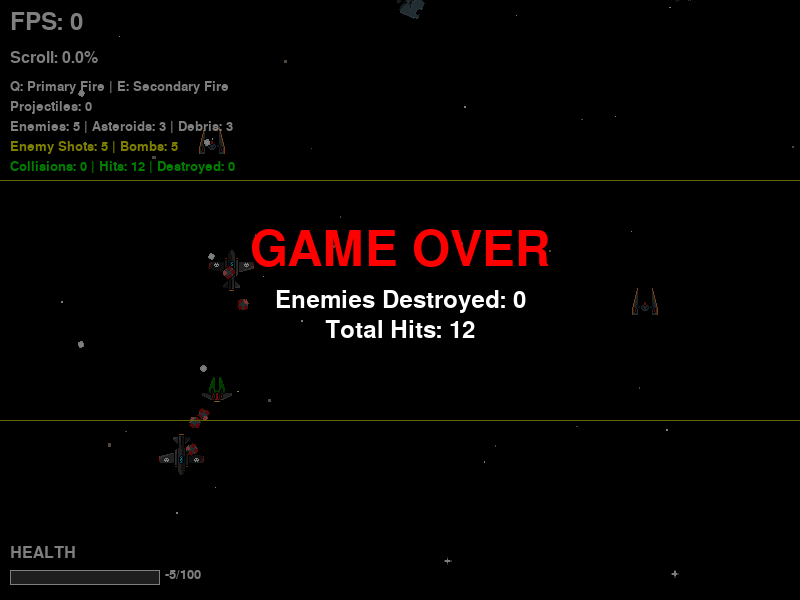 FPS: 0
Scroll: 0.0%
Q: Primary Fire | E: Secondary Fire
Projectiles: 0
Enemies: 5 | Asteroids: 3 | Debris: 3
Enemy Shots: 5 | Bombs: 5
Collisions: 0 | Hits: 12 | Destroyed: 0
GAME OVER
Enemies Destroyed: 0
Total Hits: 12
HEALTH
-5/100